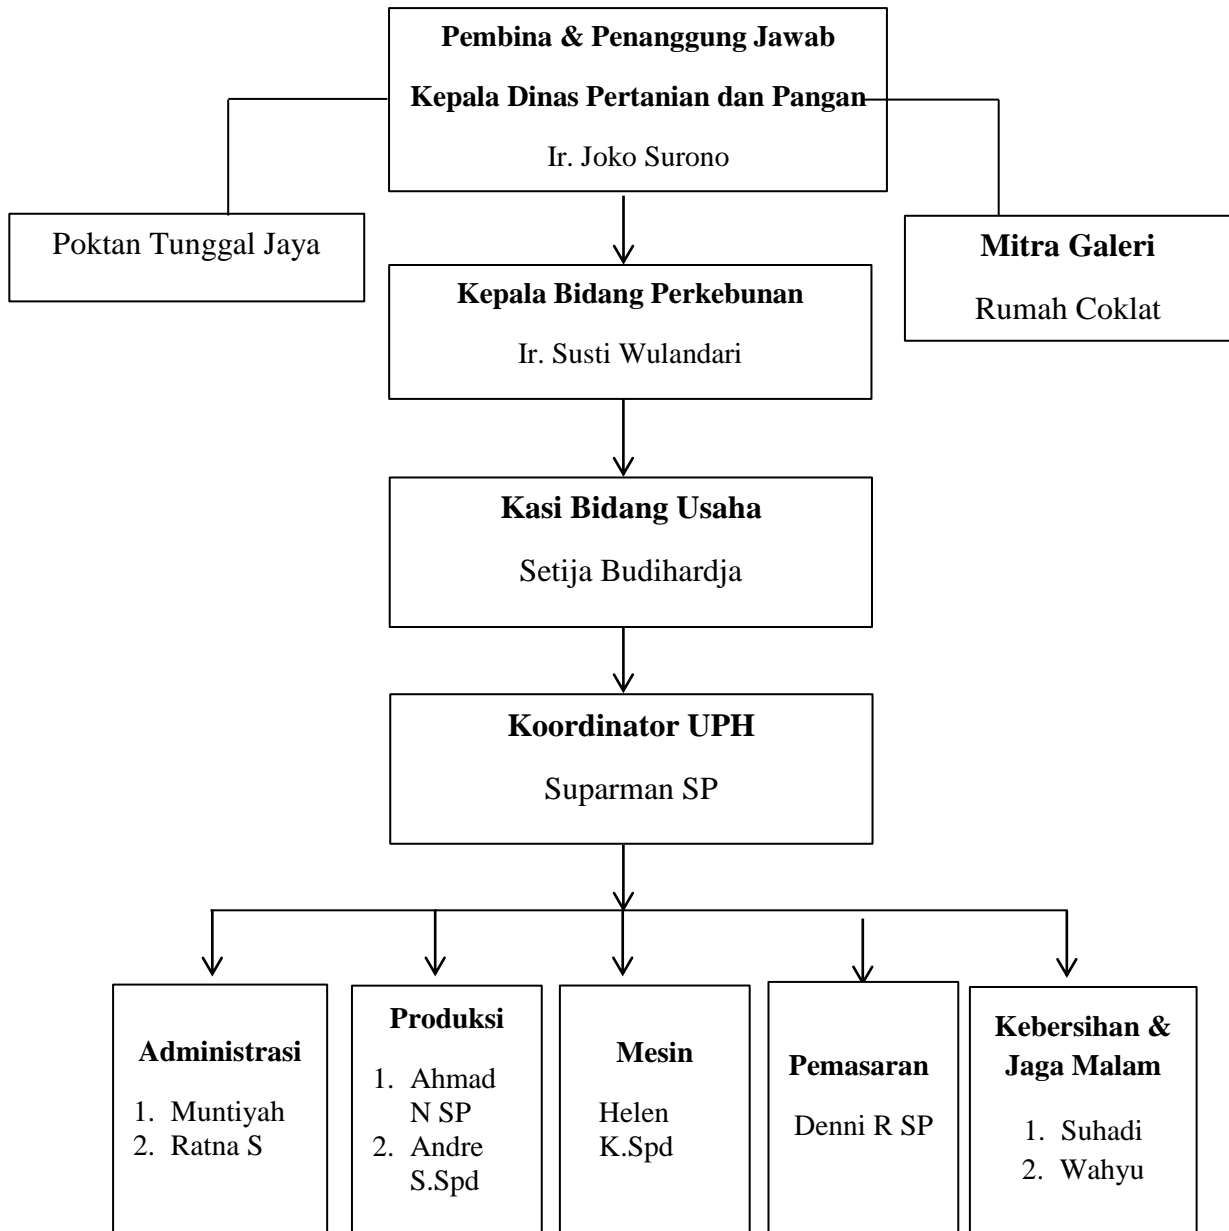 Pembina & Penanggung Jawab
Kepala Dinas Pertanian dan Pangan
Ir. Joko Surono
Poktan Tunggal Jaya
Mitra Galeri
Rumah Coklat
Kepala Bidang Perkebunan
Ir. Susti Wulandari
Kasi Bidang Usaha
Setija Budihardja
Koordinator UPH
Suparman SP
Administrasi
1. Muntiyah
2. Ratna S
Produksi
1. Ahmad
N SP
2. Andre
S.Spd
Mesin
Helen
K.Spd
Pemasaran
Denni R SP
Kebersihan &
Jaga Malam
1. Suhadi
2. Wahyu